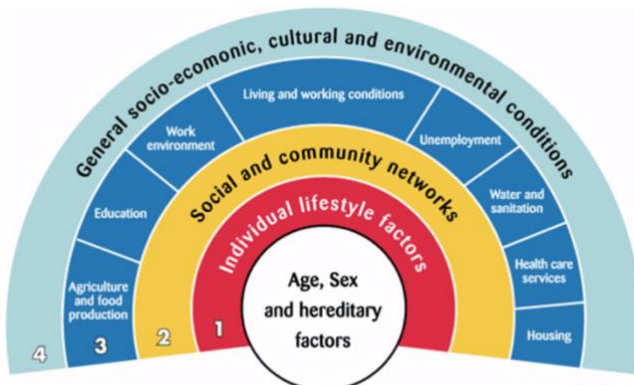 General socio-ecomonic, cultural and environmental conditions
Living and working conditions
Work
environment
Unemployment
Education
Water and
sanitation
Agriculture
and food
production
Health care
services
Housing
Social and community networks
Individual lifestyle factors
Age, Sex
and hereditary
factors
4
3
2
1